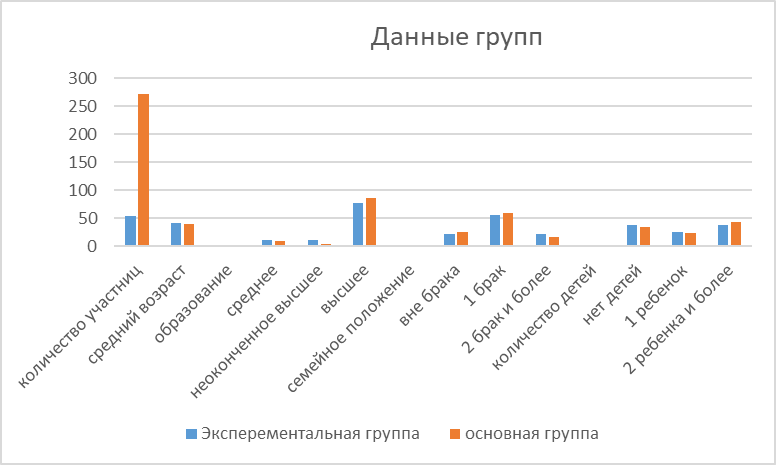 Данные групп
300
250
200
150
100
50
0
количество участниц
средний возраст
образование
среднее
неоконченное высшее
высшее
семейное положение
вне брака
1 брак
2 брак и более
количество детей
нет детей
1 ребенок
2 ребенка и более
Эксперементальная группа
основная группа